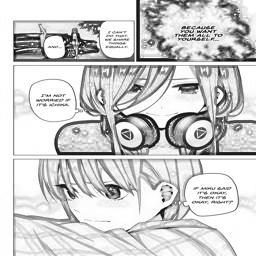 I CAN'T
DO THAT.
WE SHARE
THINGS
EQUALLY.
AND...
BECAUSE
YOU WANT
THEM ALL TO
YOURSELF...
I'M NOT
WORRIED IF
IT'S ICHIKA.
IF MIKU SAID
IT'S OKAY,
THEN IT'S
OKAY, RIGHT?